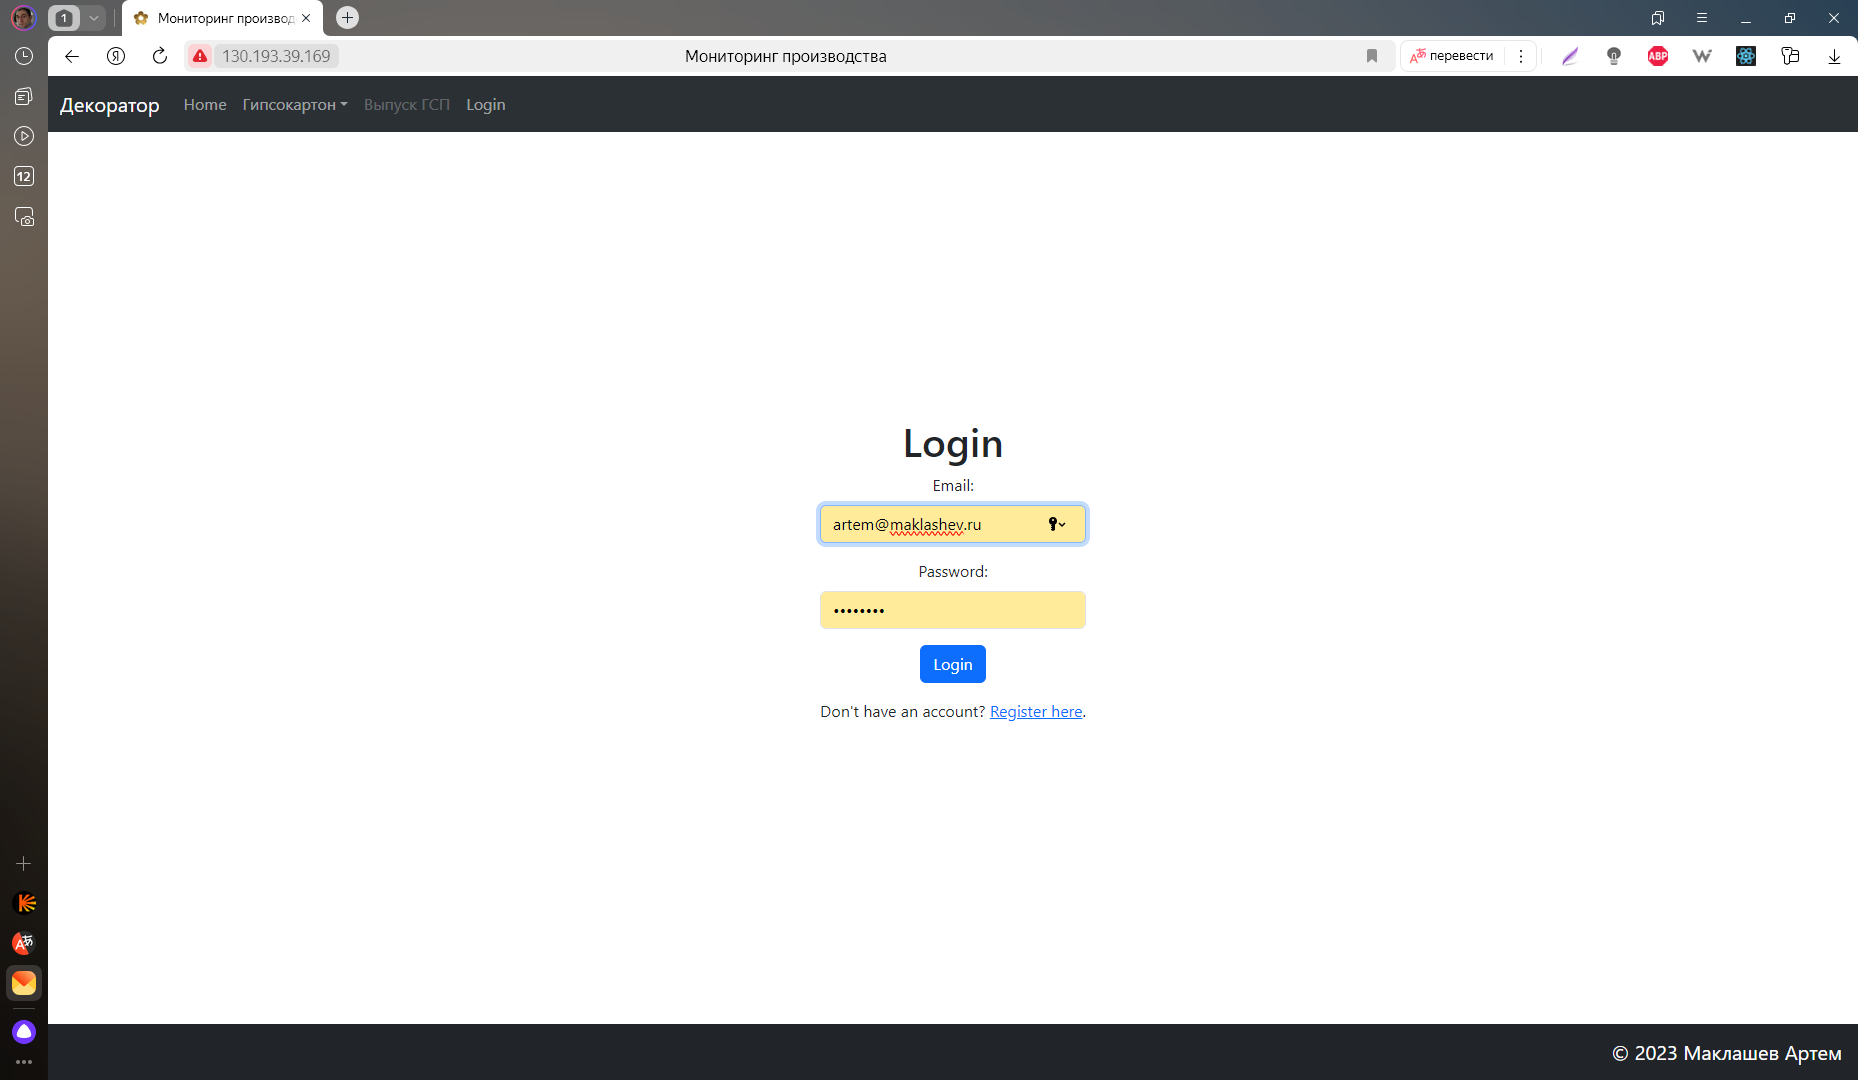 1
Мониторинг производ
130.193.39.169
Мониторинг производства
перевести
ABP
12
Декоратор
Home
Гипсокартон
Выпуск ГСП
Login
Login
Email:
artem@maklashev.ru
Password:
••••••••
Login
Don't have an account? Register here.
© 2023 Маклашев Артем